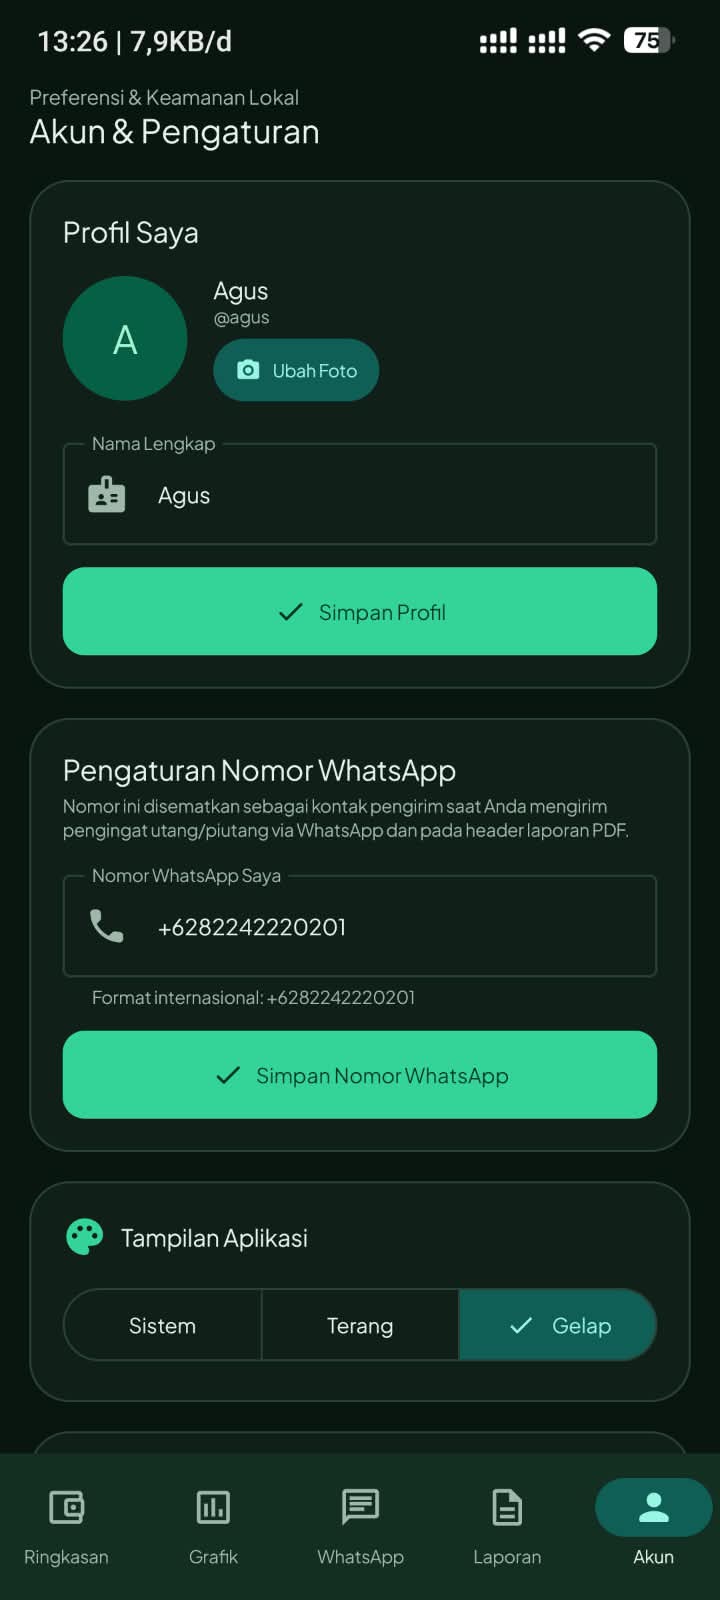 13:26 | 7,9KB/d
75
Preferensi & Keamanan Lokal
Akun & Pengaturan
Profil Saya
A
Agus
@agus
Ubah Foto
Nama Lengkap
Agus
Simpan Profil
Pengaturan Nomor WhatsApp
Nomor ini disematkan sebagai kontak pengirim saat Anda mengirim
pengingat utang/piutang via WhatsApp dan pada header laporan PDF.
Nomor WhatsApp Saya
+6282242220201
Format internasional: +6282242220201
Simpan Nomor WhatsApp
Tampilan Aplikasi
Sistem
Terang
Gelap
Ringkasan
Grafik
WhatsApp
Laporan
Akun